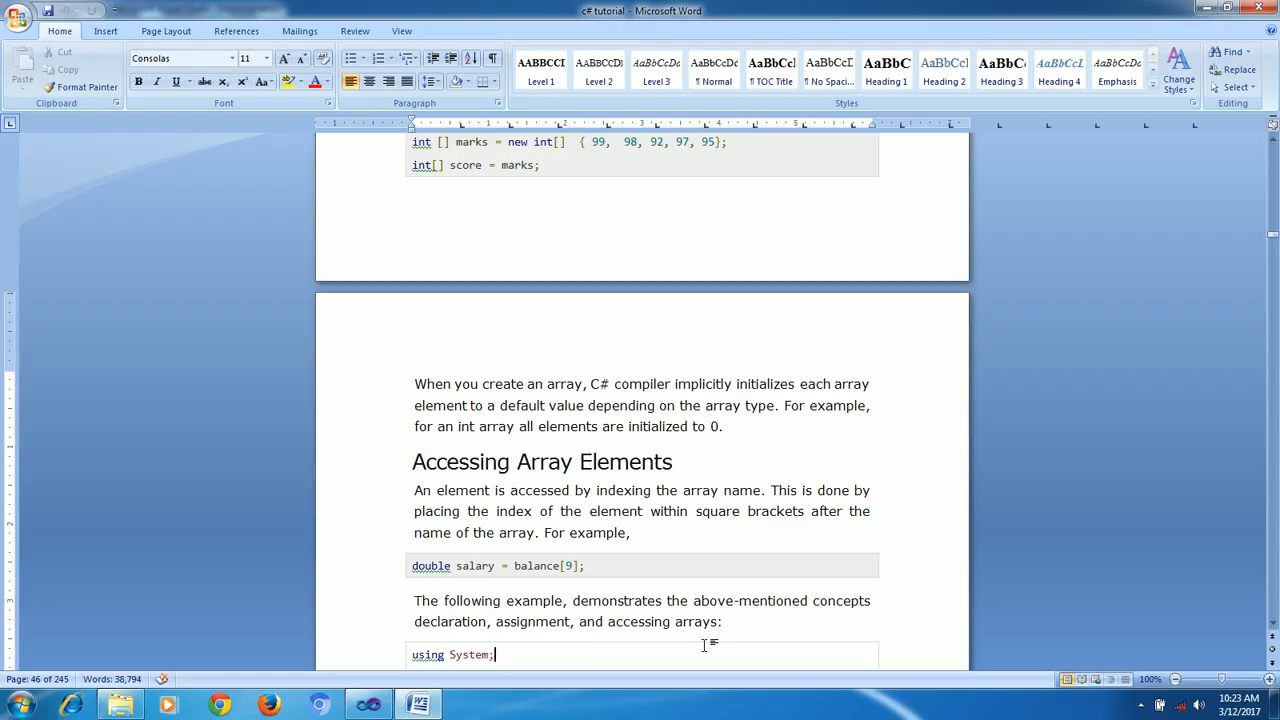 c# tutorial - Microsoft Word
Home Insert Page Layout References Mailings Review View
Paste
Cut
Copy
Format Painter
Clipboard
Consolas 11
Font
Paragraph
AABBCCI AABBCCDI AaBbCcDc AaBbCcDc AaBbCcI AaBbCcD AaBbC AaBbCcI AaBbC AaBbCcL AaBbCcDc
Level 1 Level 2 Level 3 ¶ Normal ¶ TOC Title ¶ No Spaci... Heading 1 Heading 2 Heading 3 Heading 4 Emphasis
Styles
Change Styles
Find
Replace
Select
Editing
int [] marks = new int[] { 99, 98, 92, 97, 95};
int[] score = marks;
When you create an array, C# compiler implicitly initializes each array
element to a default value depending on the array type. For example,
for an int array all elements are initialized to 0.
Accessing Array Elements
An element is accessed by indexing the array name. This is done by
placing the index of the element within square brackets after the
name of the array. For example,
double salary = balance[9];
The following example, demonstrates the above-mentioned concepts
declaration, assignment, and accessing arrays:
using System;
Page: 46 of 245 Words: 38,794 100%
10:23 AM
3/12/2017